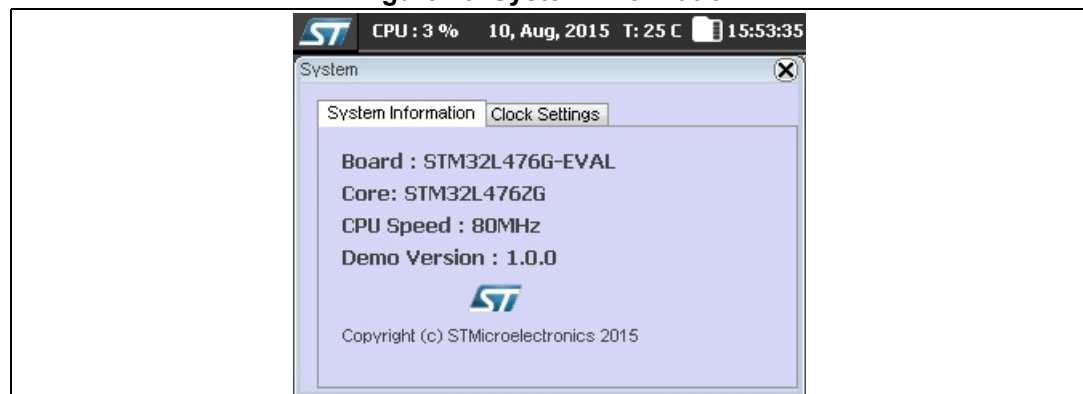 CPU : 3 % 10, Aug, 2015 T: 25 C 15:53:35
System
System Information Clock Settings
Board : STM32L476G-EVAL
Core: STM32L476ZG
CPU Speed : 80MHz
Demo Version : 1.0.0
ST
Copyright (c) STMicroelectronics 2015